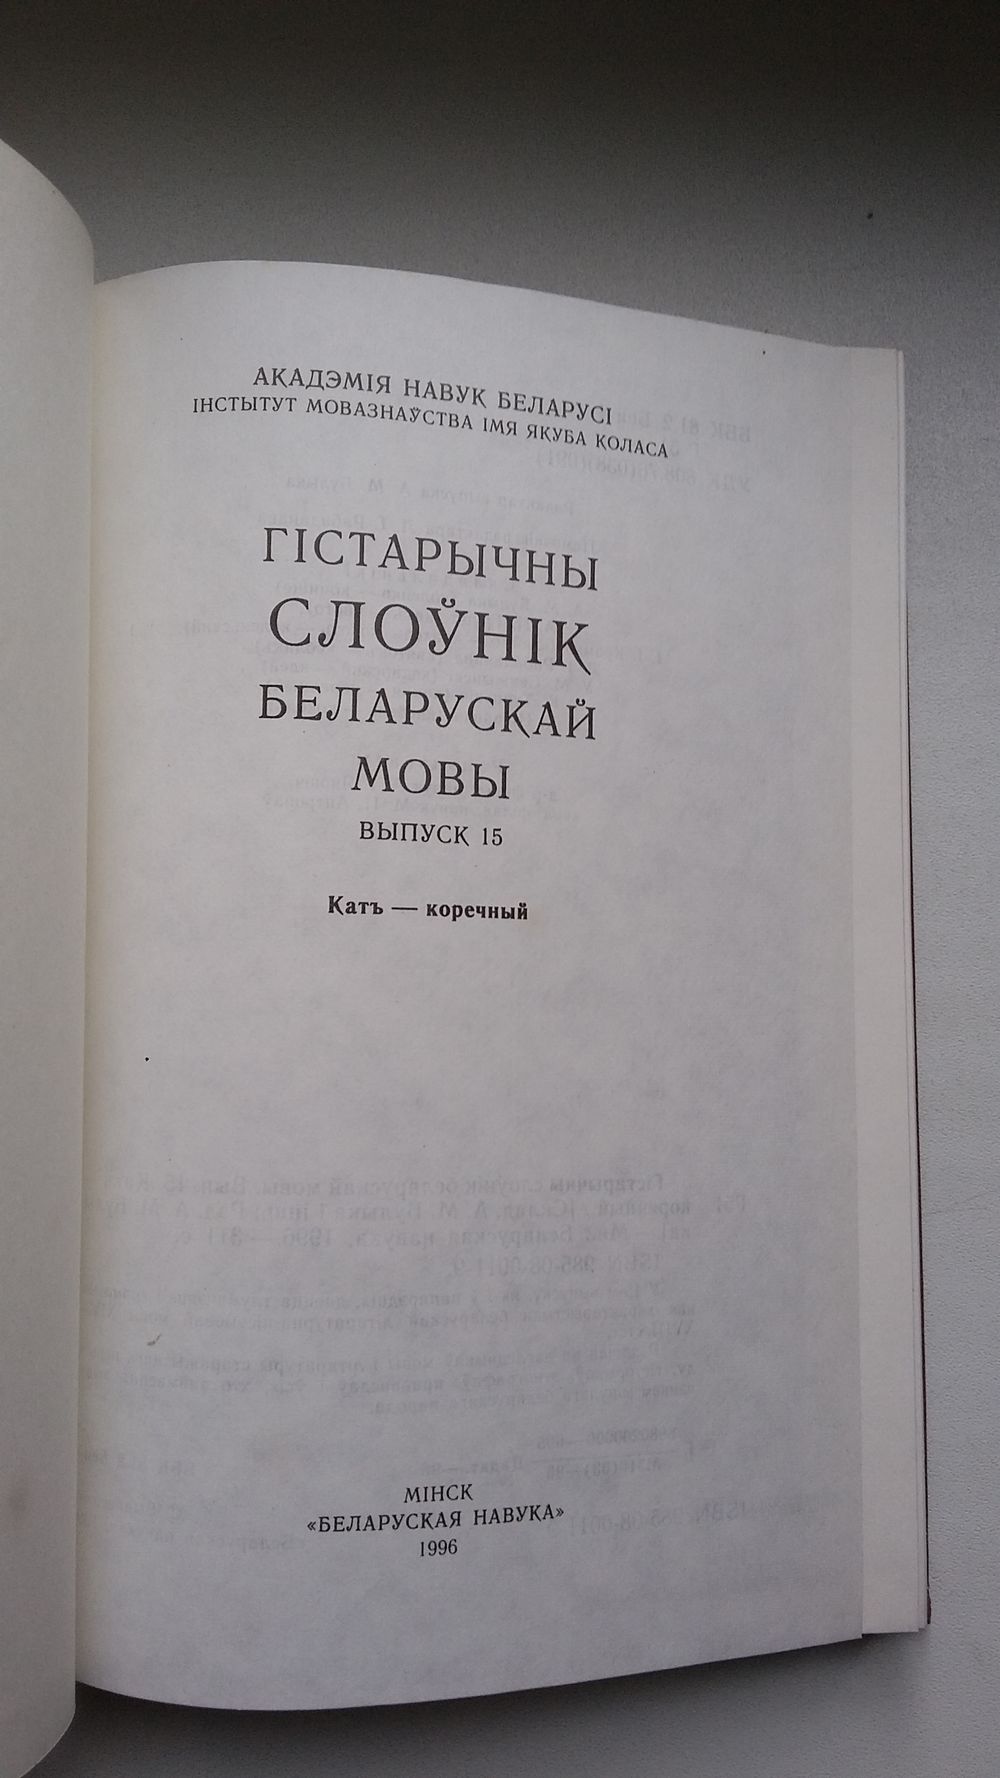 АКАДЭМІЯ НАВУК БЕЛАРУСІ
ІНСТЫТУТ МОВАЗНАЎСТВА ІМЯ ЯКУБА КОЛАСА
ГІСТАРЫЧНЫ
СЛОЎНІК
БЕЛАРУСКАЙ
МОВЫ
ВЫПУСК 15
Катъ — коречный
МІНСК
«БЕЛАРУСКАЯ НАВУКА»
1996